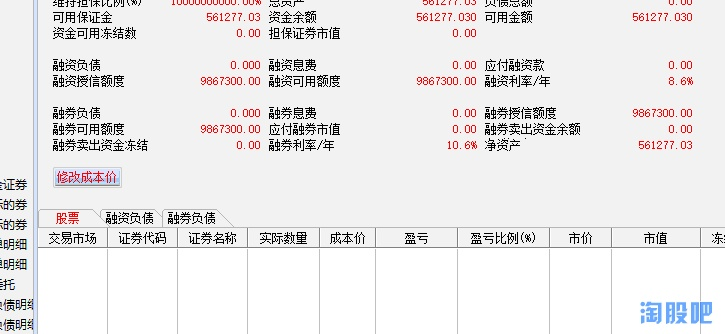 维持担保比例(%) 10000000000.00% 总资产 561277.03 负债总额 0.00
可用保证金 561277.03 资金余额 561277.030 可用金额 561277.030
资金可用冻结数 0.00 担保证券市值 0.00
融资负债 0.000 融资息费 0.00 应付融资款 0.00
融资授信额度 9867300.00 融资可用额度 9867300.00 融资利率/年 8.6%
融券负债 0.000 融券息费 0.00 融券授信额度 9867300.00
融券可用额度 9867300.00 应付融券市值 0.00 融券卖出资金余额 0.00
融券卖出资金冻结 0.00 融券利率/年 10.6% 净资产 561277.03
修改成本价
证券
的券
的券
明细
明细
托
负债明细
债明细
股票 融资负债 融券负债
交易市场 证券代码 证券名称 实际数量 成本价 盈亏 盈亏比例(%) 市价 市值 冻
淘股吧